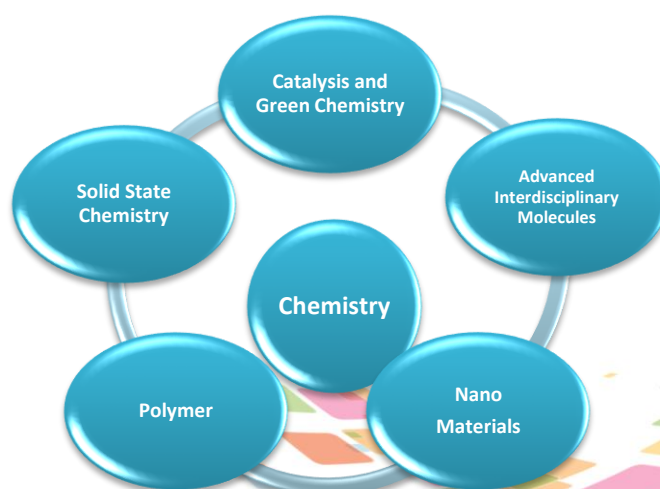 Catalysis and
Green Chemistry
Solid State
Chemistry
Advanced
Interdisciplinary
Molecules
Chemistry
Polymer
Nano
Materials